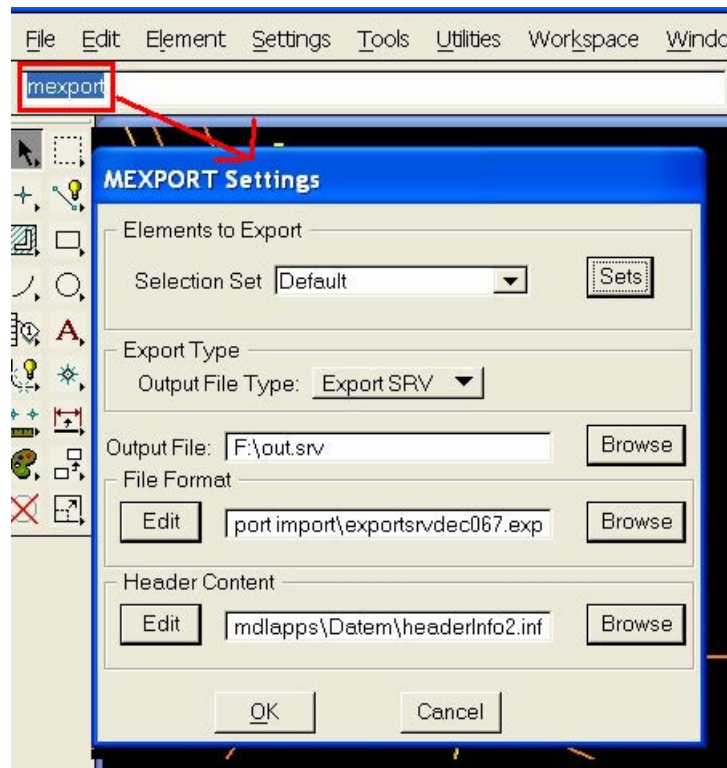 File Edit Element Settings Tools Utilities Workspace Windo
mexport
MEXPORT Settings
Elements to Export
Selection Set Default Sets
Export Type
Output File Type: Export SRV
Output File: F:\out.srv Browse
File Format
Edit port import\exportsrvdec067.exp Browse
Header Content
Edit mdlapps\Datem\headerInfo2.inf Browse
OK Cancel
A